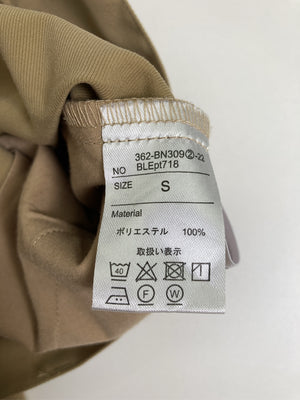 362-BN309②-22
NO BLEpt718
SIZE S
Material
ポリエステル 100%
取扱い表示
40
F W